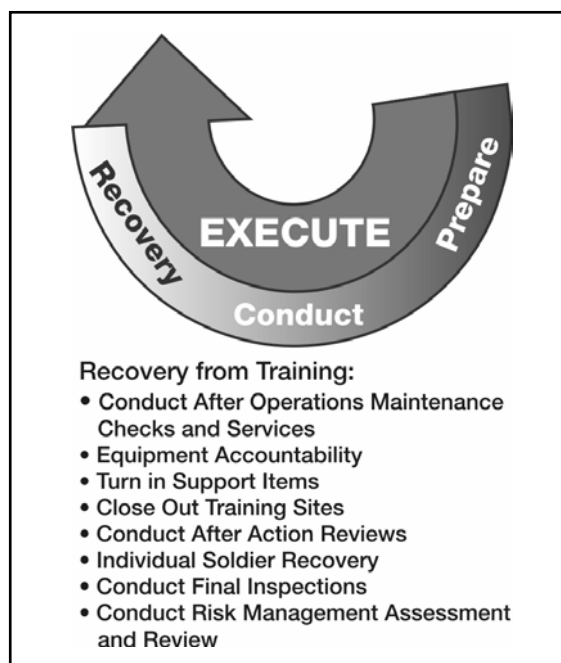 Recovery
EXECUTE
Prepare
Conduct
Recovery from Training:
• Conduct After Operations Maintenance
Checks and Services
• Equipment Accountability
• Turn in Support Items
• Close Out Training Sites
• Conduct After Action Reviews
• Individual Soldier Recovery
• Conduct Final Inspections
• Conduct Risk Management Assessment
and Review